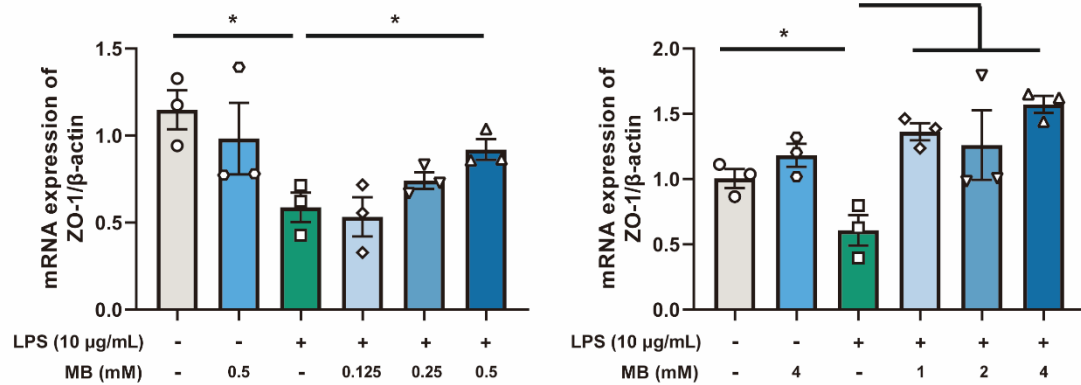 * *
1.5
1.0
0.5
0.0
mRNA expression of
ZO-1/β-actin
LPS (10 μg/mL) - - + + + +
MB (mM) - 0.5 - 0.125 0.25 0.5
*
2.0
1.5
1.0
0.5
0.0
mRNA expression of
ZO-1/β-actin
LPS (10 μg/mL) - - + + + +
MB (mM) - 4 - 1 2 4